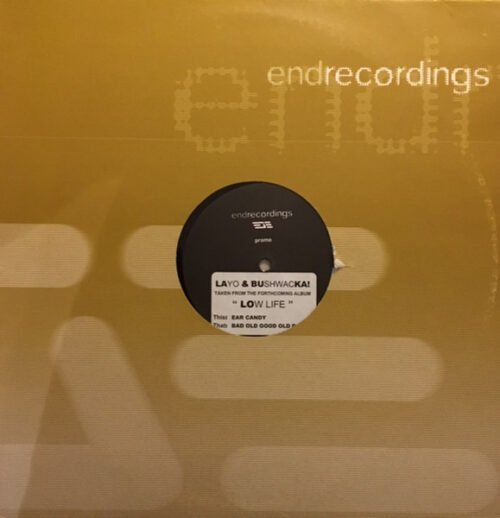 endrecordings
end
endrecordings
promo
LAYO & BUSHWACKA!
TAKEN FROM THE FORTHCOMING ALBUM
" LOW LIFE "
This: EAR CANDY
That: BAD OLD GOOD OLD